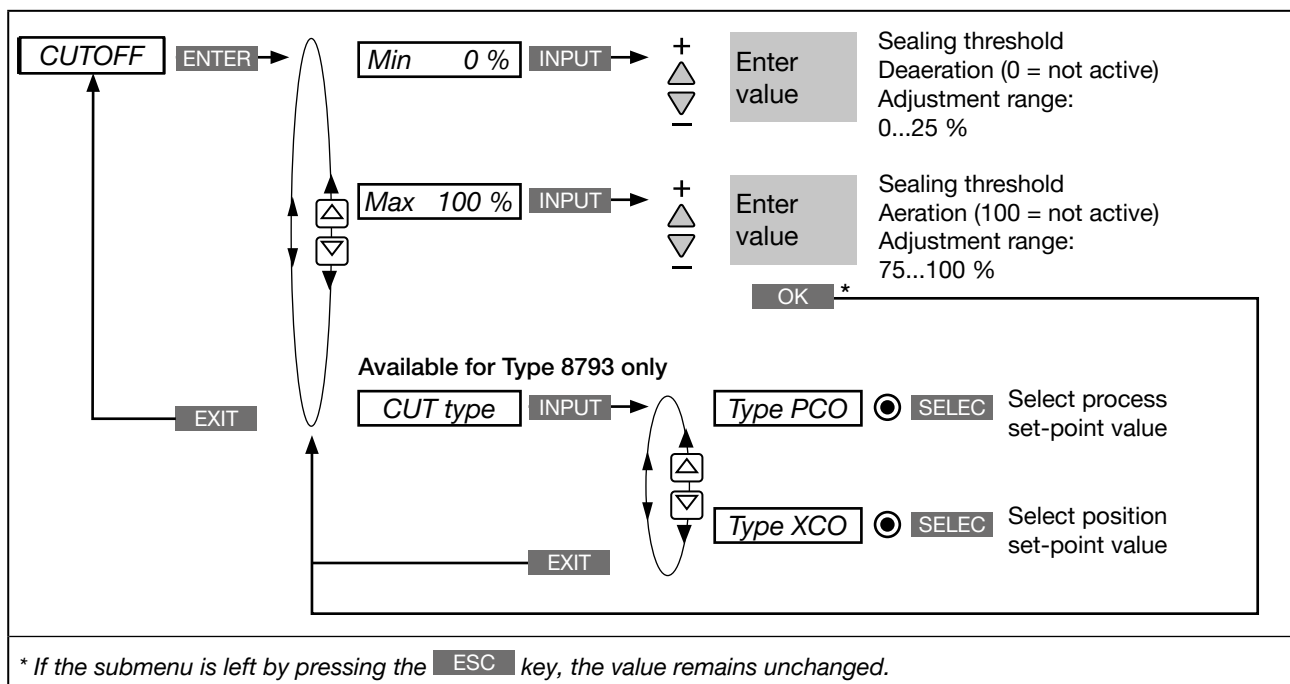 CUTOFF ENTER
Min 0 % INPUT
+
−
Enter
value
Sealing threshold
Deaeration (0 = not active)
Adjustment range:
0...25 %
Max 100 % INPUT
+
−
Enter
value
Sealing threshold
Aeration (100 = not active)
Adjustment range:
75...100 %
OK *
Available for Type 8793 only
CUT type INPUT
Type PCO SELEC
Select process
set-point value
EXIT
Type XCO SELEC
Select position
set-point value
EXIT
* If the submenu is left by pressing the ESC key, the value remains unchanged.